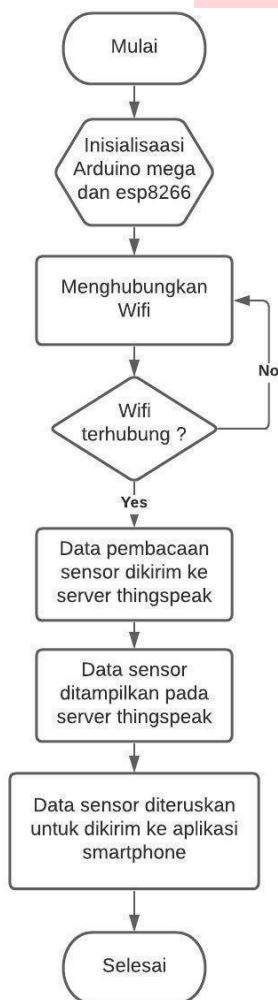 Mulai
Inisialisaasi
Arduino mega
dan esp8266
Menghubungkan
Wifi
No
Wifi
terhubung ?
Yes
Data pembacaan
sensor dikirim ke
server thingspeak
Data sensor
ditampilkan pada
server thingspeak
Data sensor diteruskan
untuk dikirim ke aplikasi
smartphone
Selesai